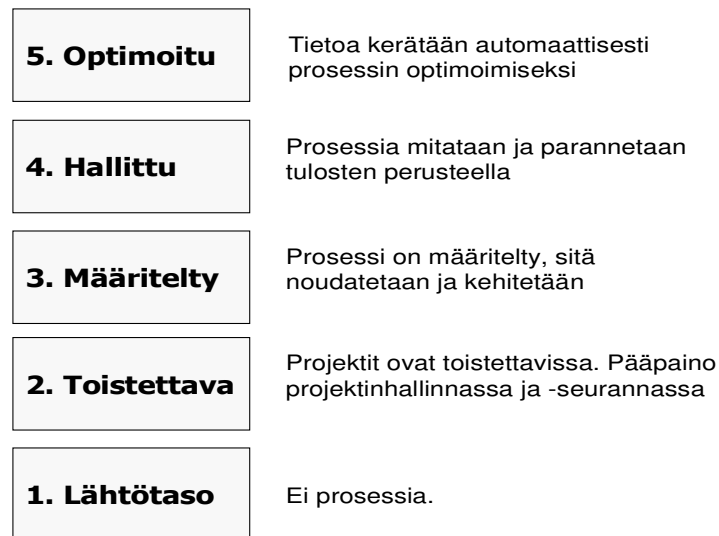 5. Optimoitu
Tietoa kerätään automaattisesti
prosessin optimoimiseksi
4. Hallittu
Prosessia mitataan ja parannetaan
tulosten perusteella
3. Määritelty
Prosessi on määritelty, sitä
noudatetaan ja kehitetään
2. Toistettava
Projektit ovat toistettavissa. Pääpaino
projektinhallinnassa ja -seurannassa
1. Lähtötaso
Ei prosessia.